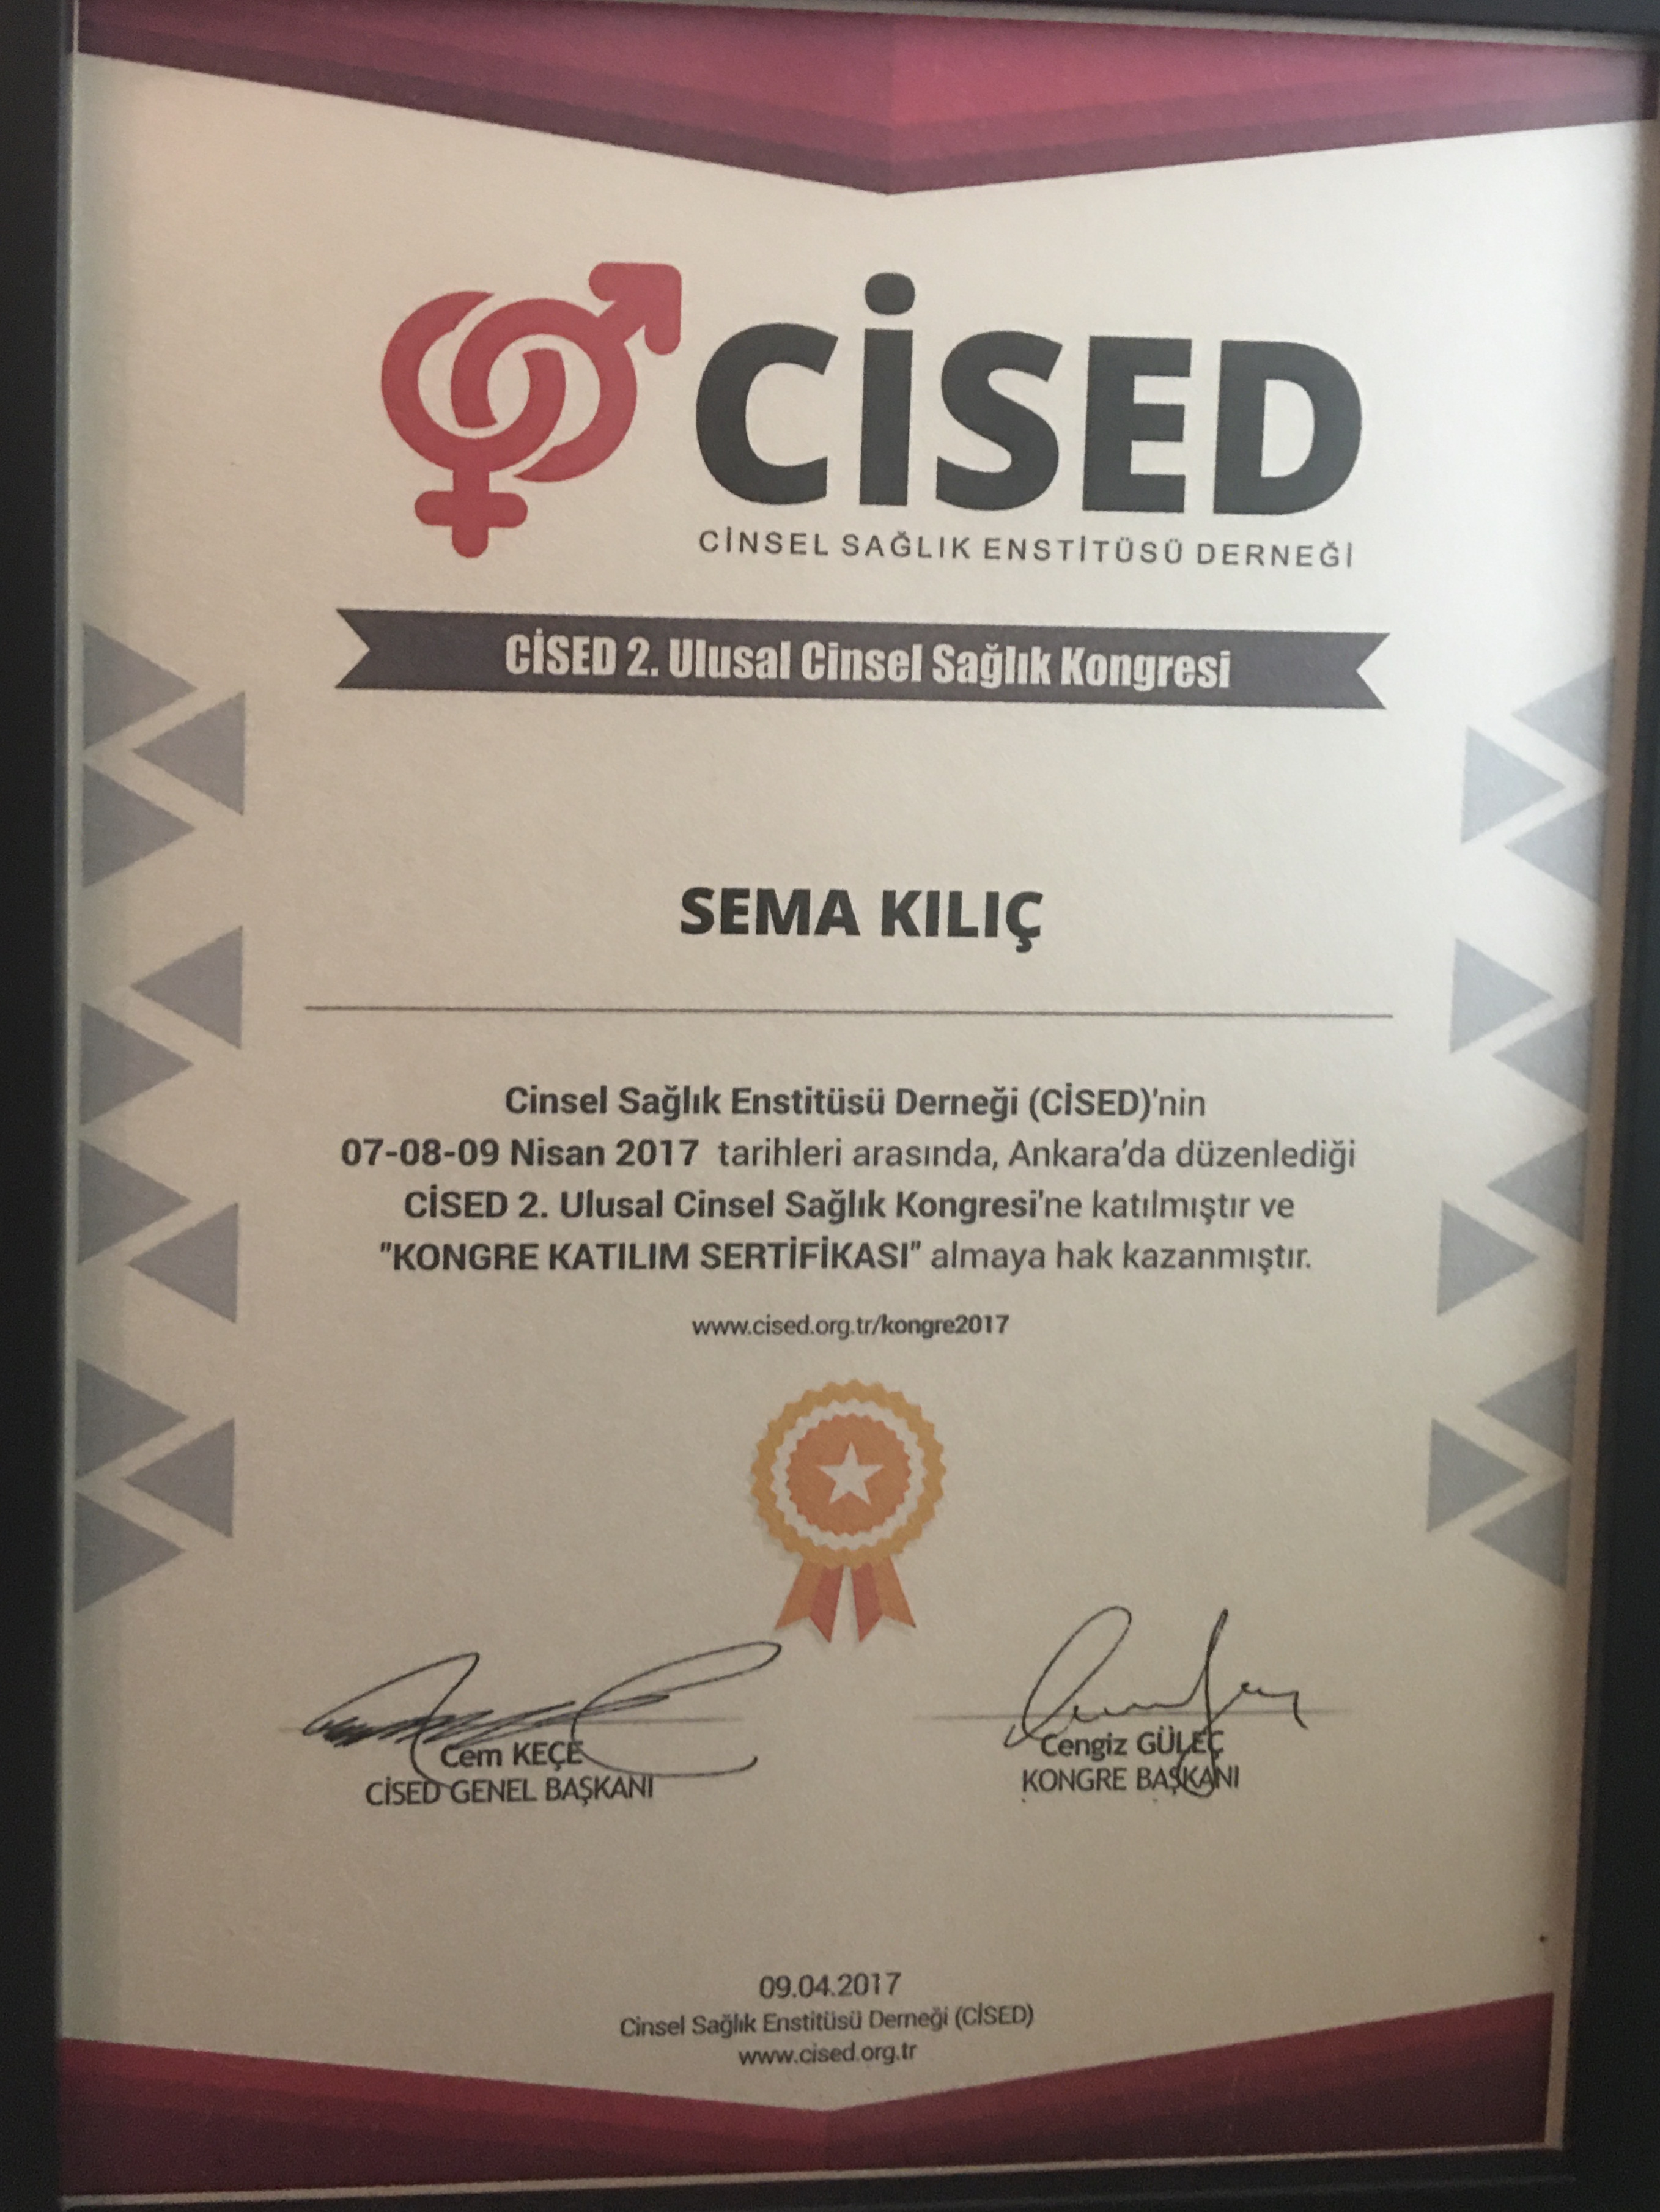 CİSED
CİNSEL SAĞLIK ENSTİTÜSÜ DERNEĞİ
CİSED 2. Ulusal Cinsel Sağlık Kongresi
SEMA KILIÇ
Cinsel Sağlık Enstitüsü Derneği (CİSED)'nin
07-08-09 Nisan 2017 tarihleri arasında, Ankara'da düzenlediği
CİSED 2. Ulusal Cinsel Sağlık Kongresi'ne katılmıştır ve
"KONGRE KATILIM SERTİFİKASI" almaya hak kazanmıştır.
www.cised.org.tr/kongre2017
Cem KEÇE
CİSED GENEL BAŞKANI
Cengiz GÜLEÇ
KONGRE BAŞKANI
09.04.2017
Cinsel Sağlık Enstitüsü Derneği (CİSED)
www.cised.org.tr